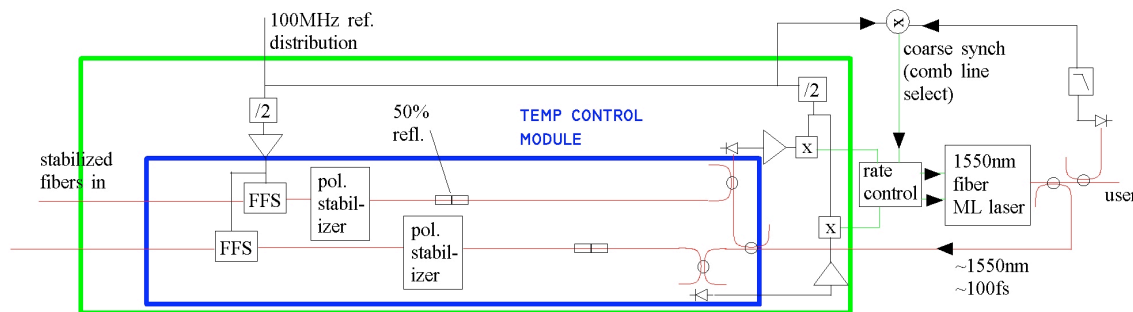 100MHz ref.
distribution
coarse synch
(comb line
select)
/2
/2
50%
refl.
TEMP CONTROL
MODULE
x
x
stabilized
fibers in
FFS
pol.
stabil-
izer
rate
control
1550nm
fiber
ML laser
user
FFS
pol.
stabil-
izer
x
~1550nm
~100fs